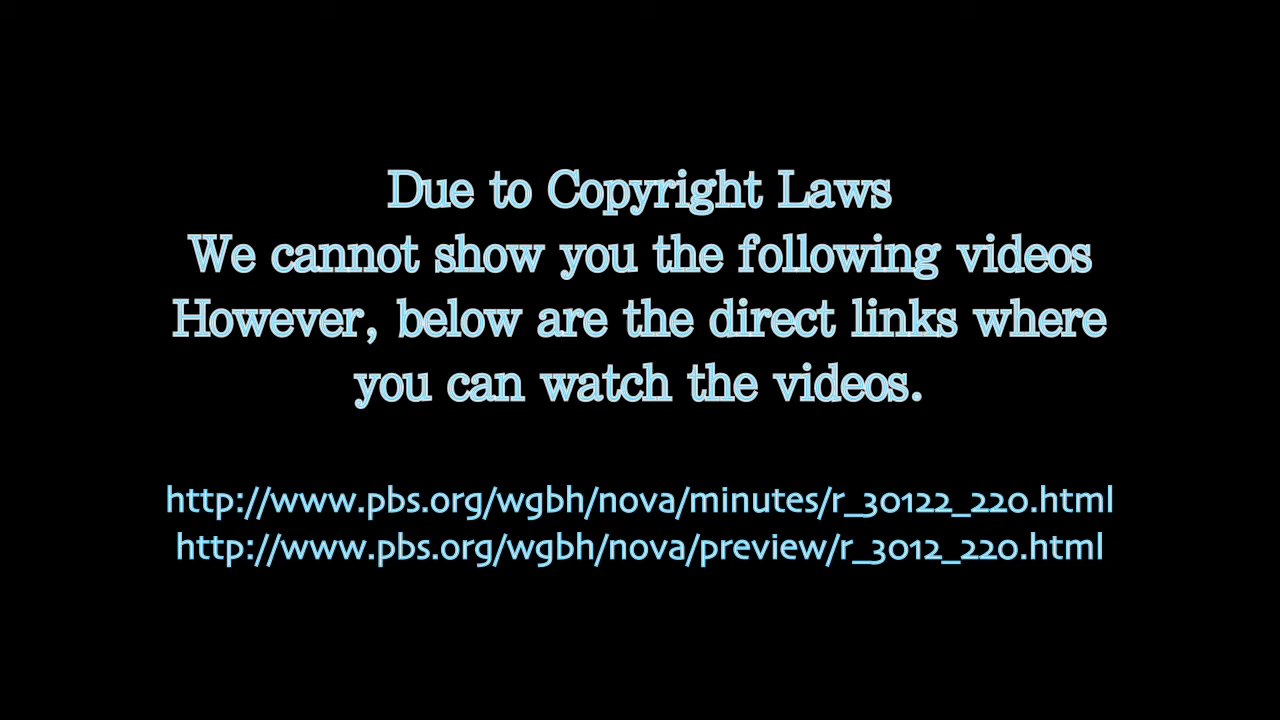 Due to Copyright Laws
We cannot show you the following videos
However, below are the direct links where
you can watch the videos.
http://www.pbs.org/wgbh/nova/minutes/r_30122_220.html
http://www.pbs.org/wgbh/nova/preview/r_3012_220.html